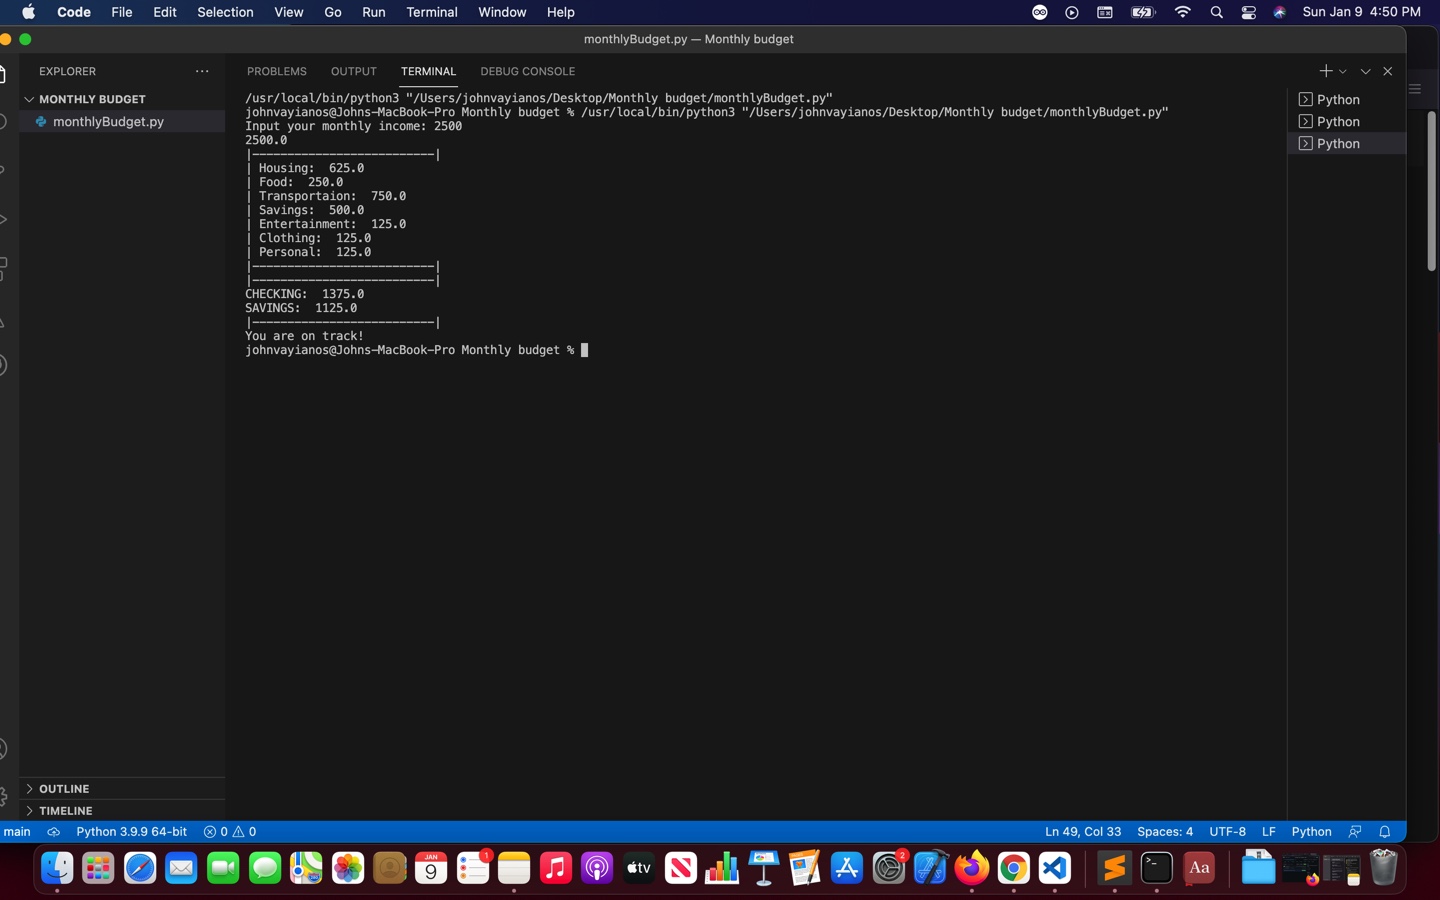 Code File Edit Selection View Go Run Terminal Window Help Sun Jan 9 4:50 PM
monthlyBudget.py — Monthly budget
EXPLORER
MONTHLY BUDGET
monthlyBudget.py
PROBLEMS OUTPUT TERMINAL DEBUG CONSOLE
/usr/local/bin/python3 "/Users/johnvayianos/Desktop/Monthly budget/monthlyBudget.py"
johnvayianos@Johns-MacBook-Pro Monthly budget % /usr/local/bin/python3 "/Users/johnvayianos/Desktop/Monthly budget/monthlyBudget.py"
Input your monthly income: 2500
2500.0
|--------------------------|
| Housing:  625.0
| Food:  250.0
| Transportaion:  750.0
| Savings:  500.0
| Entertainment:  125.0
| Clothing:  125.0
| Personal:  125.0
|--------------------------|
|--------------------------|
CHECKING:  1375.0
SAVINGS:  1125.0
|--------------------------|
You are on track!
johnvayianos@Johns-MacBook-Pro Monthly budget %
Python
Python
Python
OUTLINE
TIMELINE
main Python 3.9.9 64-bit 0 0 Ln 49, Col 33 Spaces: 4 UTF-8 LF Python
JAN
9
1
tv
2
Aa